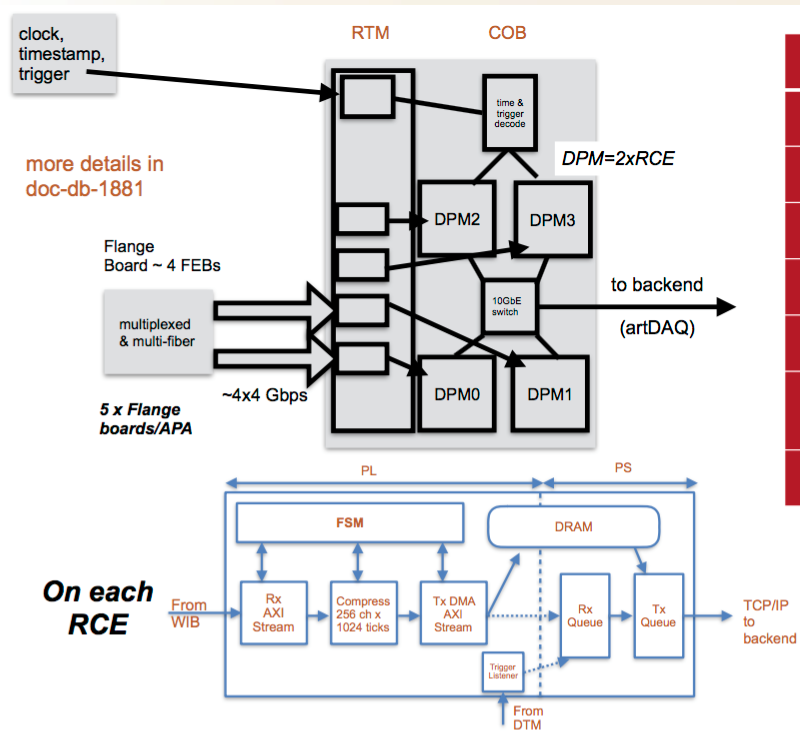 clock,
timestamp,
trigger
RTM
COB
time &
trigger
decode
DPM=2xRCE
more details in
doc-db-1881
DPM2
DPM3
Flange
Board ~ 4 FEBs
to backend
10GbE
switch
(artDAQ)
multiplexed
& multi-fiber
~4x4 Gbps
DPM0
DPM1
5 x Flange
boards/APA
PL
PS
FSM
DRAM
On each
RCE
From
WIB
Rx
AXI
Stream
Compress
256 ch x
1024 ticks
Tx DMA
AXI
Stream
Rx
Queue
Tx
Queue
TCP/IP
to
backend
Trigger
Listener
From
DTM